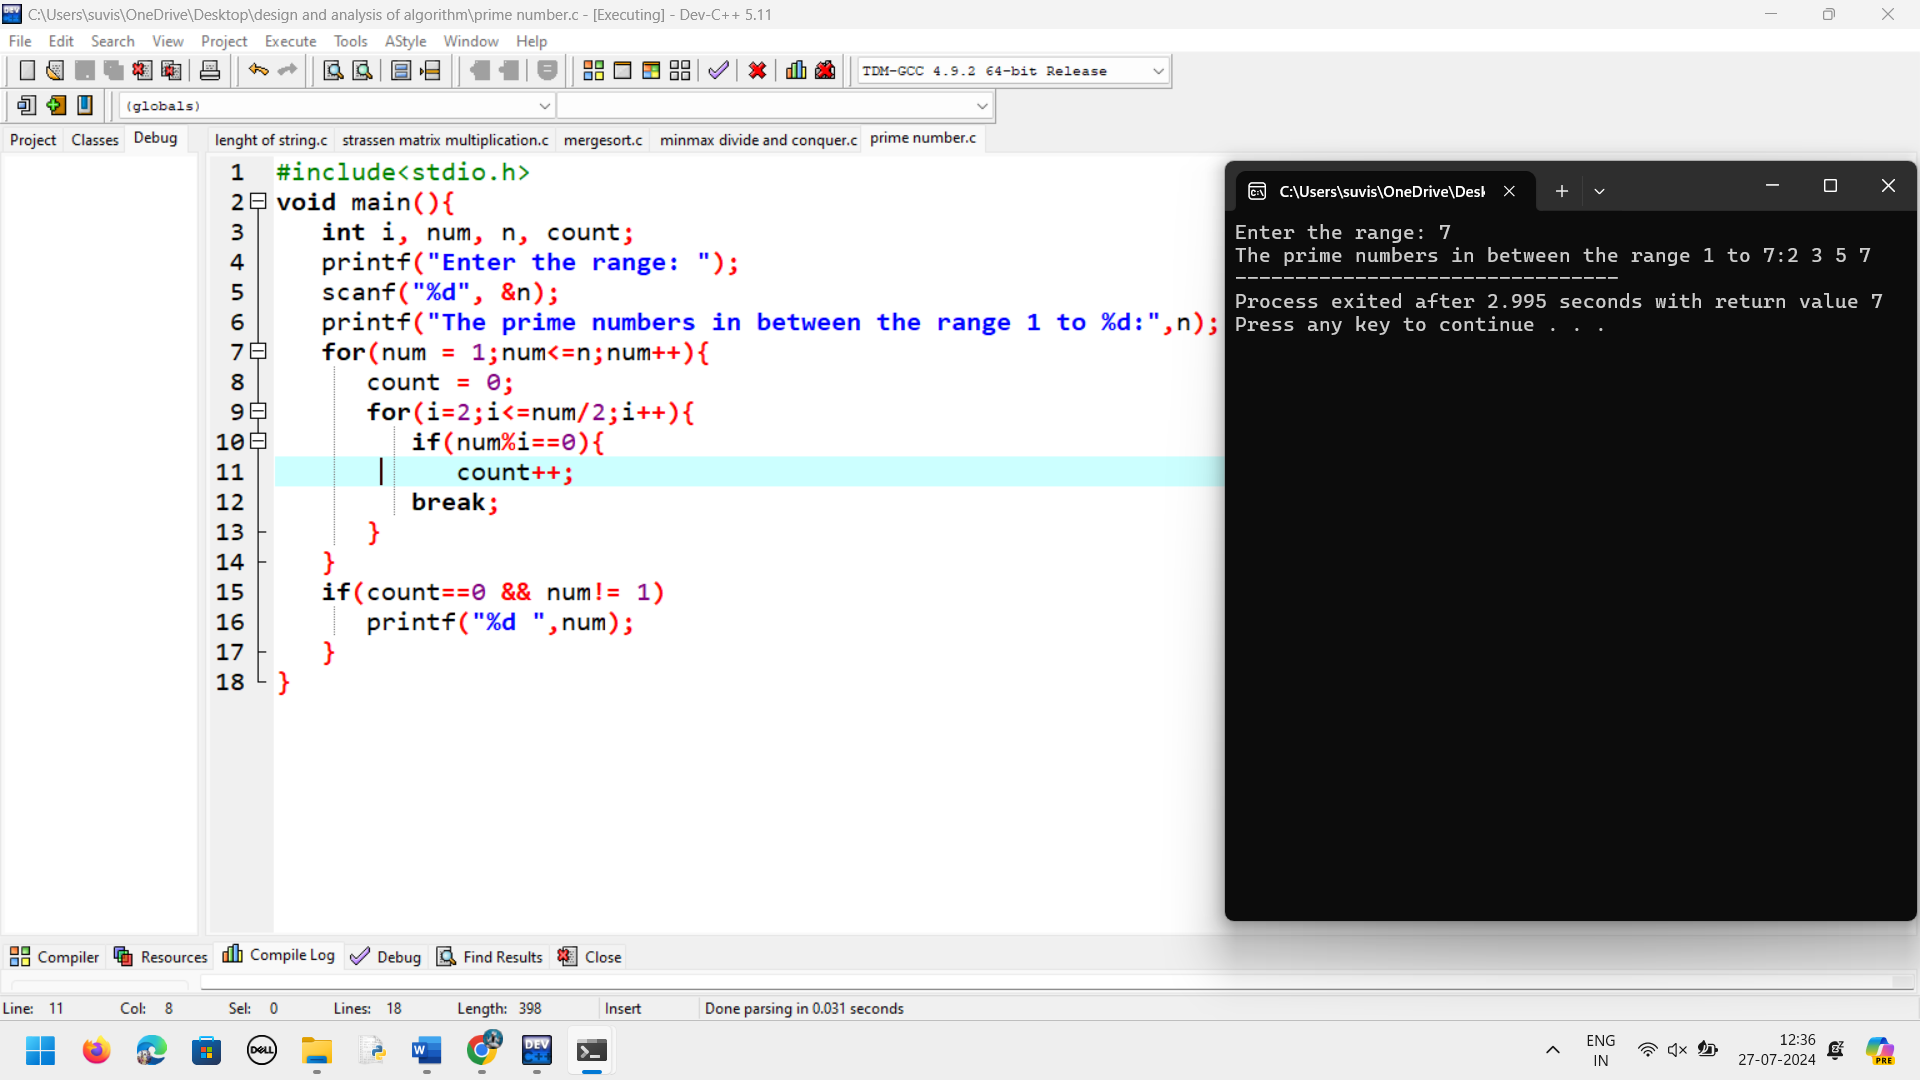 C:\Users\suvis\OneDrive\Desktop\design and analysis of algorithm\prime number.c - [Executing] - Dev-C++ 5.11
File Edit Search View Project Execute Tools AStyle Window Help
TDM-GCC 4.9.2 64-bit Release
(globals)
Project Classes Debug
lenght of string.c strassen matrix multiplication.c mergesort.c minmax divide and conquer.c prime number.c
1 #include<stdio.h>
2 void main(){
3 int i, num, n, count;
4 printf("Enter the range: ");
5 scanf("%d", &n);
6 printf("The prime numbers in between the range 1 to %d:",n);
7 for(num = 1;num<=n;num++){
8 count = 0;
9 for(i=2;i<=num/2;i++){
10 if(num%i==0){
11 count++;
12 break;
13 }
14 }
15 if(count==0 && num!= 1)
16 printf("%d ",num);
17 }
18 }
C:\Users\suvis\OneDrive\Desk
Enter the range: 7
The prime numbers in between the range 1 to 7:2 3 5 7
--------------------------------
Process exited after 2.995 seconds with return value 7
Press any key to continue . . .
Compiler Resources Compile Log Debug Find Results Close
Line: 11 Col: 8 Sel: 0 Lines: 18 Length: 398 Insert Done parsing in 0.031 seconds
DELL
W
DEV
C++
ENG
IN
12:36
27-07-2024
PRE